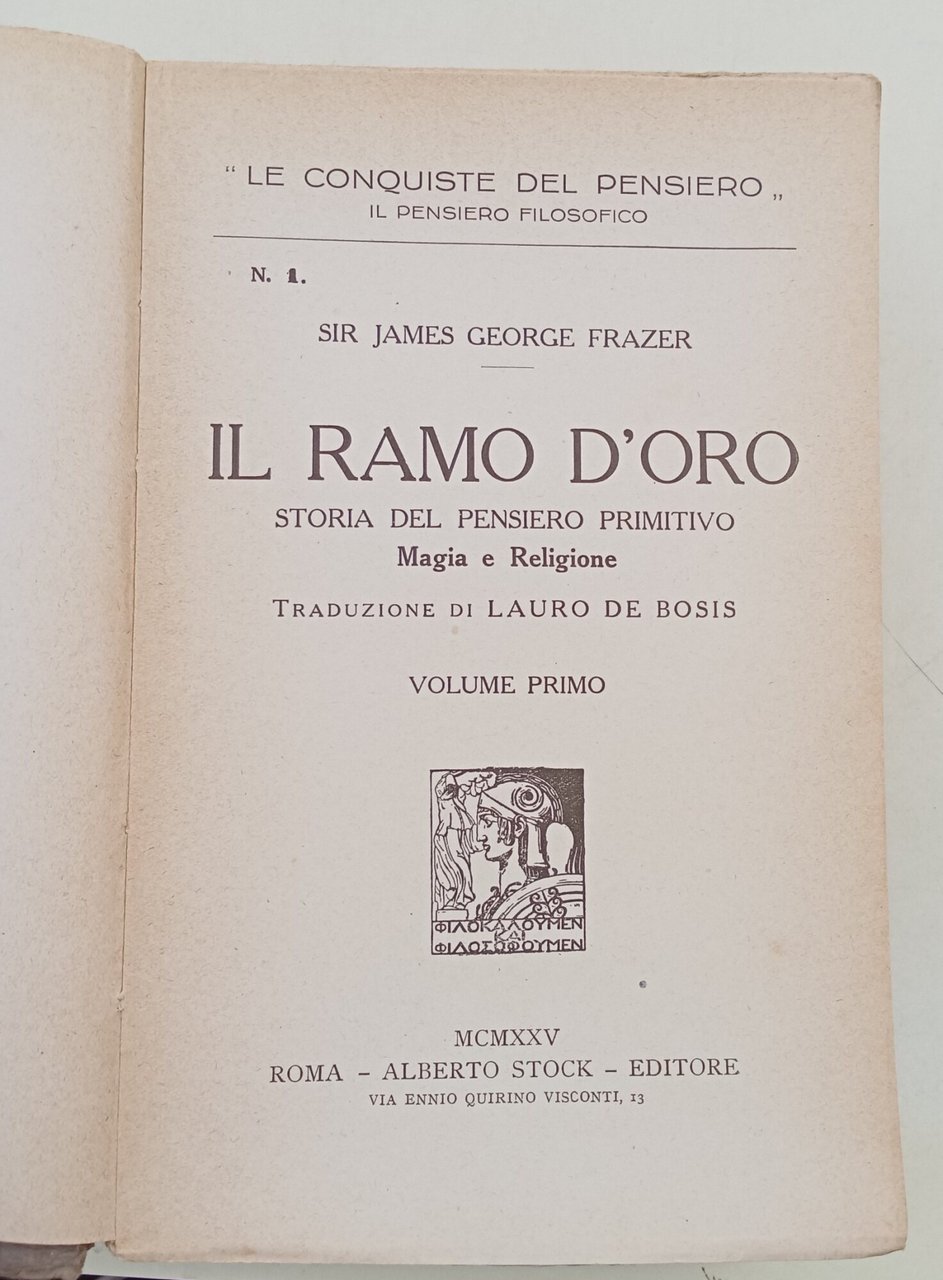 “ LE CONQUISTE DEL PENSIERO „
IL PENSIERO FILOSOFICO
N. 1.
SIR JAMES GEORGE FRAZER
IL RAMO D’ORO
STORIA DEL PENSIERO PRIMITIVO
Magia e Religione
TRADUZIONE DI LAURO DE BOSIS
VOLUME PRIMO
ΦΙΛΟΚΑΛΟΥΜΕΝ
ΚΑΙ
ΦΙΛΟΣΟΦΟΥΜΕΝ
MCMXXV
ROMA – ALBERTO STOCK – EDITORE
VIA ENNIO QUIRINO VISCONTI, 13